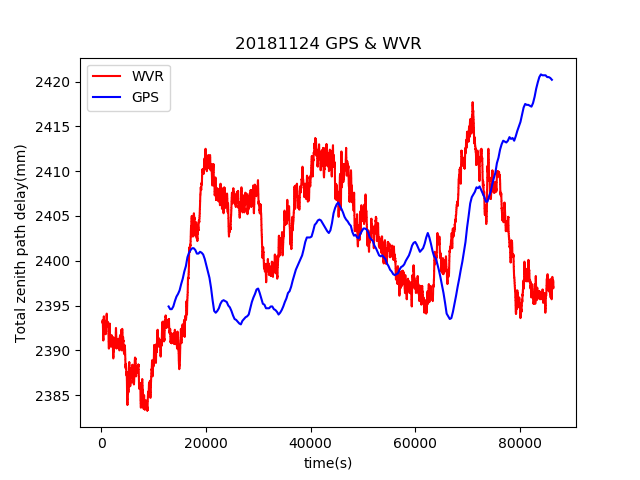 20181124 GPS & WVR
WVR
GPS
Total zenith path delay(mm)
2420
2415
2410
2405
2400
2395
2390
2385
0 20000 40000 60000 80000
time(s)